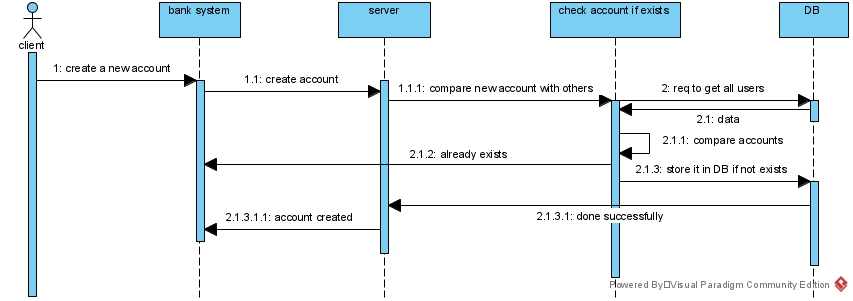 bank system
server
check account if exists
DB
client
1: create a new account
1.1: create account
1.1.1: compare new account with others
2: req to get all users
2.1: data
2.1.1: compare accounts
2.1.2: already exists
2.1.3: store it in DB if not exists
2.1.3.1: done successfully
2.1.3.1.1: account created
Powered By Visual Paradigm Community Edition